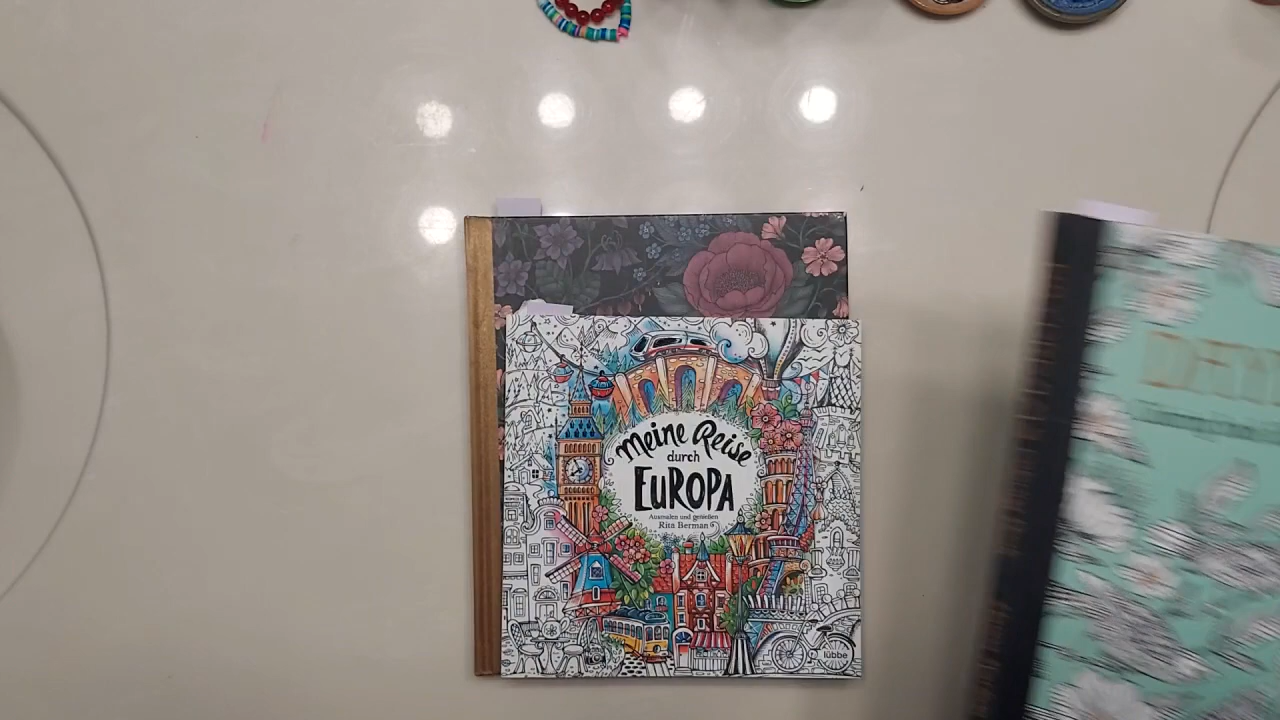 Meine Reise
durch
EUROPA
Ausmalen und genießen
Rita Berman
lübbe